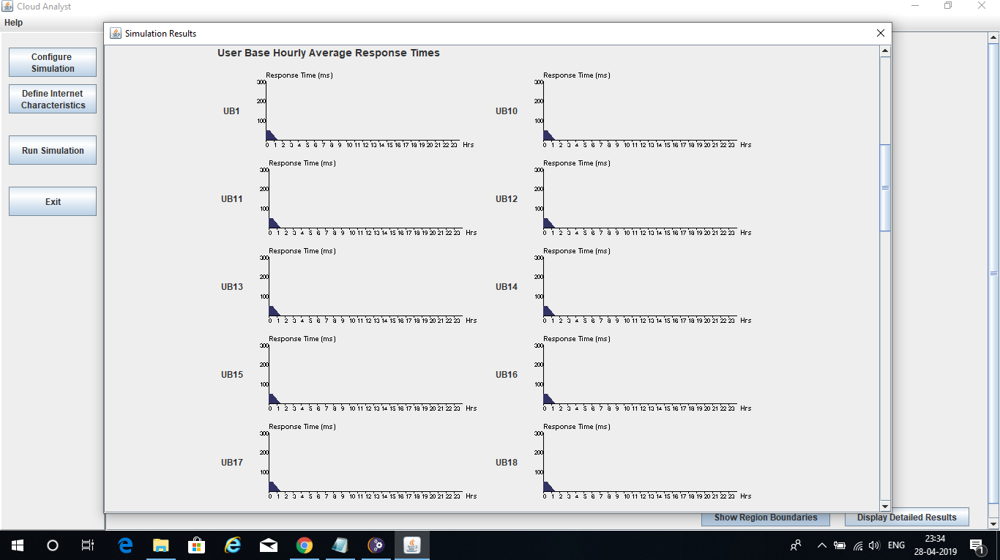 Cloud Analyst
Help
Configure
Simulation
Define Internet
Characteristics
Run Simulation
Exit
Simulation Results
User Base Hourly Average Response Times
UB1
Response Time (ms)
300
200
100
0 1 2 3 4 5 6 7 8 9 10 11 12 13 14 15 16 17 18 19 20 21 22 23 Hrs
UB10
Response Time (ms)
300
200
100
0 1 2 3 4 5 6 7 8 9 10 11 12 13 14 15 16 17 18 19 20 21 22 23 Hrs
UB11
Response Time (ms)
300
200
100
0 1 2 3 4 5 6 7 8 9 10 11 12 13 14 15 16 17 18 19 20 21 22 23 Hrs
UB12
Response Time (ms)
300
200
100
0 1 2 3 4 5 6 7 8 9 10 11 12 13 14 15 16 17 18 19 20 21 22 23 Hrs
UB13
Response Time (ms)
300
200
100
0 1 2 3 4 5 6 7 8 9 10 11 12 13 14 15 16 17 18 19 20 21 22 23 Hrs
UB14
Response Time (ms)
300
200
100
0 1 2 3 4 5 6 7 8 9 10 11 12 13 14 15 16 17 18 19 20 21 22 23 Hrs
UB15
Response Time (ms)
300
200
100
0 1 2 3 4 5 6 7 8 9 10 11 12 13 14 15 16 17 18 19 20 21 22 23 Hrs
UB16
Response Time (ms)
300
200
100
0 1 2 3 4 5 6 7 8 9 10 11 12 13 14 15 16 17 18 19 20 21 22 23 Hrs
UB17
Response Time (ms)
300
200
100
0 1 2 3 4 5 6 7 8 9 10 11 12 13 14 15 16 17 18 19 20 21 22 23 Hrs
UB18
Response Time (ms)
300
200
100
0 1 2 3 4 5 6 7 8 9 10 11 12 13 14 15 16 17 18 19 20 21 22 23 Hrs
Show Region Boundaries
Display Detailed Results
ENG
23:34
28-04-2019
1